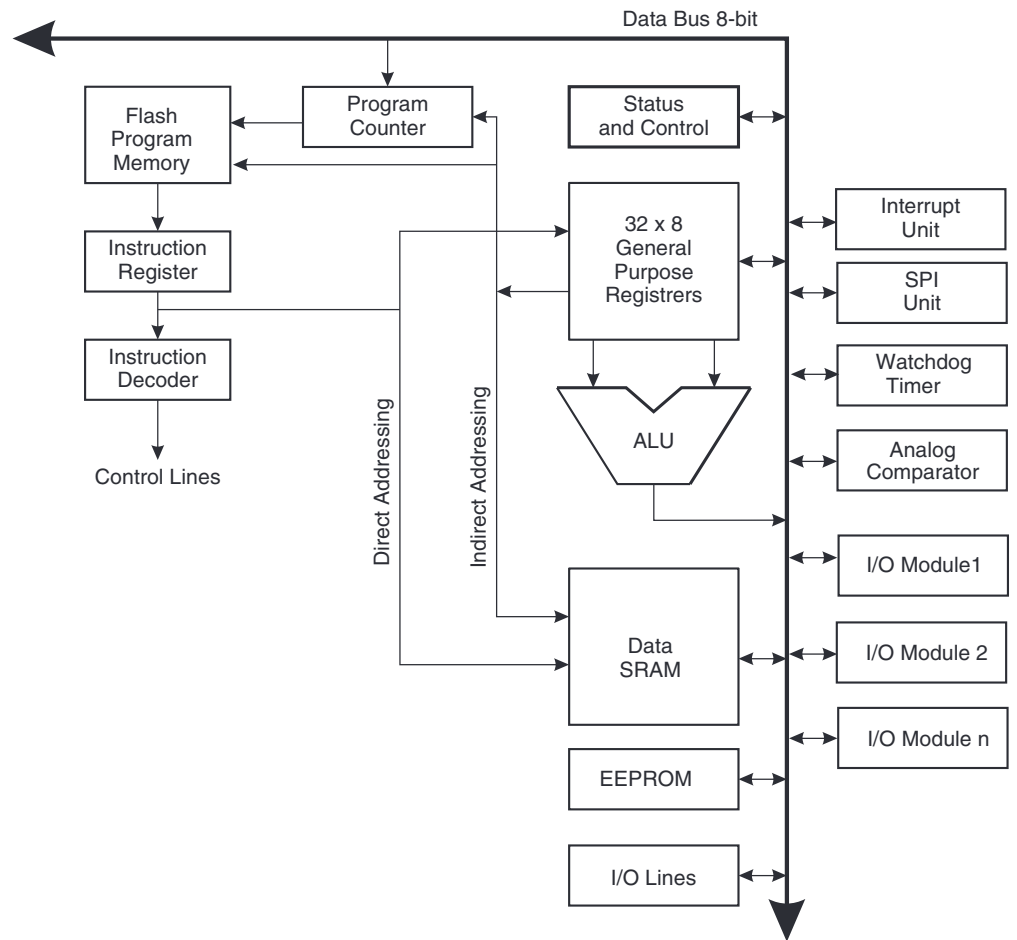 Data Bus 8-bit
Flash
Program
Memory
Program
Counter
Status
and Control
Interrupt
Unit
32 x 8
General
Purpose
Registrers
Instruction
Register
SPI
Unit
Instruction
Decoder
Watchdog
Timer
Direct Addressing
Indirect Addressing
ALU
Analog
Comparator
Control Lines
I/O Module1
Data
SRAM
I/O Module 2
I/O Module n
EEPROM
I/O Lines